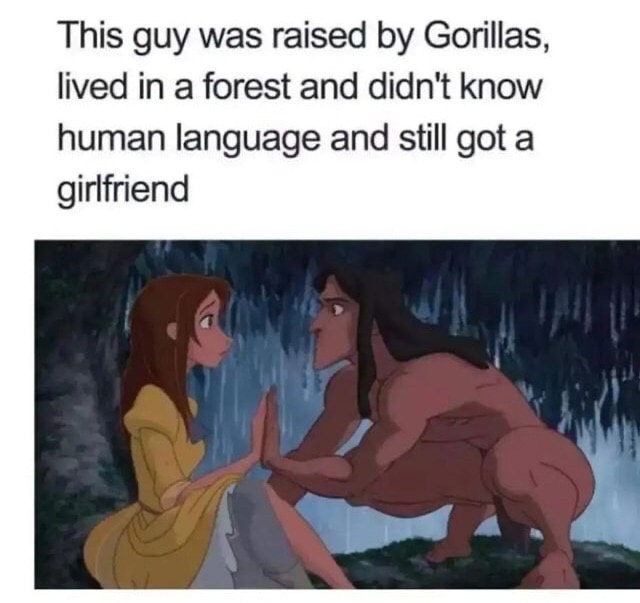 This guy was raised by Gorillas,
lived in a forest and didn't know
human language and still got a
girlfriend